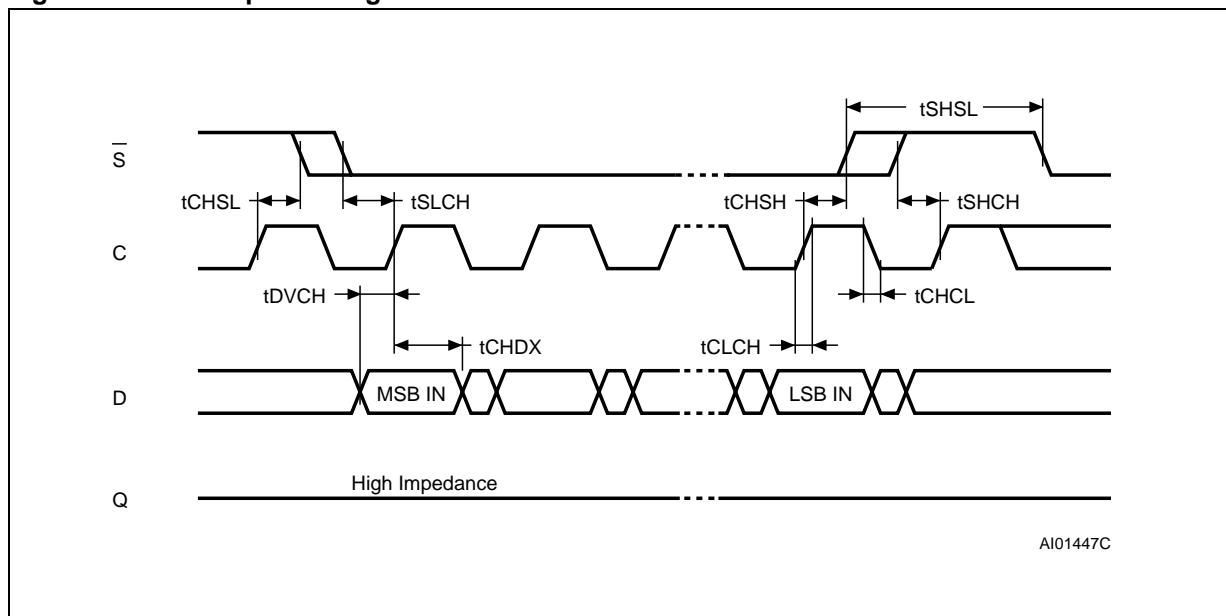 tSHSL
S
tCHSL
tSLCH
tCHSH
tSHCH
C
tDVCH
tCHCL
tCHDX
tCLCH
D
MSB IN
LSB IN
High Impedance
Q
AI01447C